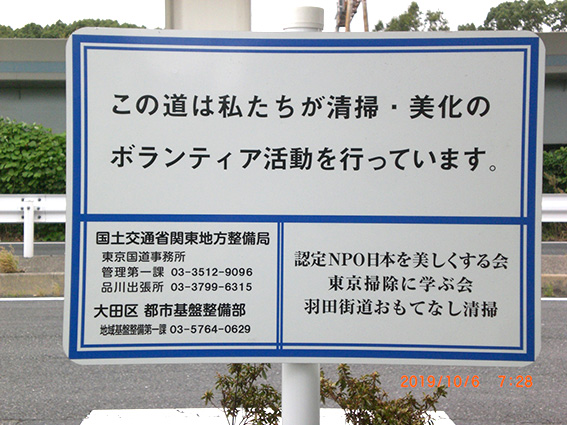 この道は私たちが清掃・美化の
ボランティア活動を行っています。
国土交通省関東地方整備局
東京国道事務所
管理第一課 03-3512-9096
品川出張所 03-3799-6315
大田区 都市基盤整備部
地域基盤整備第一課 03-5764-0629
認定NPO日本を美しくする会
東京掃除に学ぶ会
羽田街道おもてなし清掃
2019/10/6 7:28